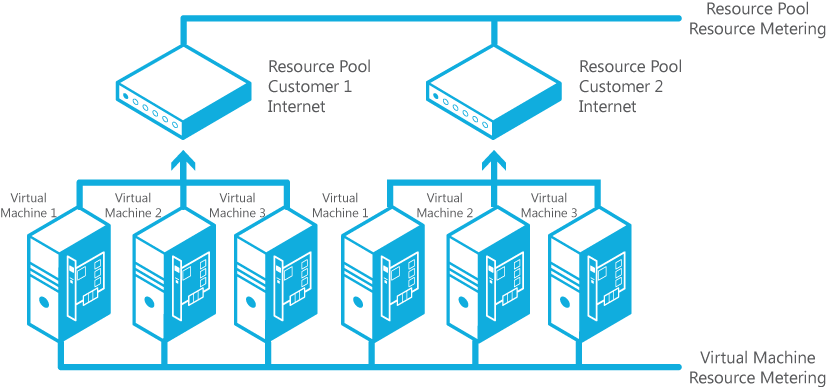 Resource Pool
Resource Metering
Resource Pool
Customer 1
Internet
Resource Pool
Customer 2
Internet
Virtual
Machine 1
Virtual
Machine 2
Virtual
Machine 3
Virtual
Machine 1
Virtual
Machine 2
Virtual
Machine 3
Virtual Machine
Resource Metering